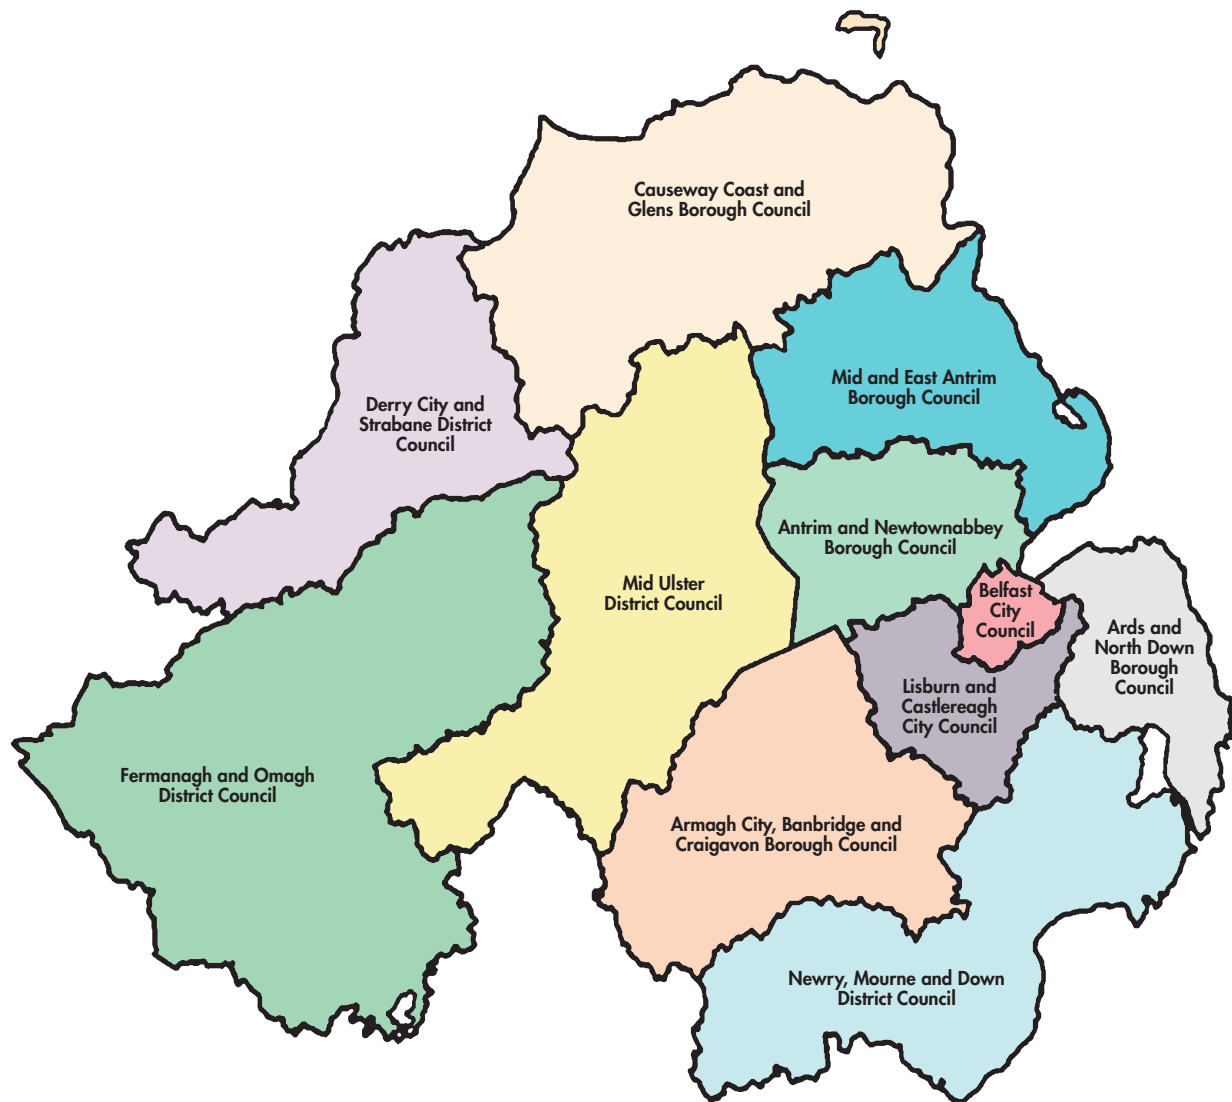 Causeway Coast and
Glens Borough Council
Mid and East Antrim
Borough Council
Derry City and
Strabane District
Council
Antrim and Newtownabbey
Borough Council
Mid Ulster
District Council
Belfast
City
Council
Ards and
North Down
Borough
Council
Lisburn and
Castlereagh
City Council
Fermanagh and Omagh
District Council
Armagh City, Banbridge and
Craigavon Borough Council
Newry, Mourne and Down
District Council